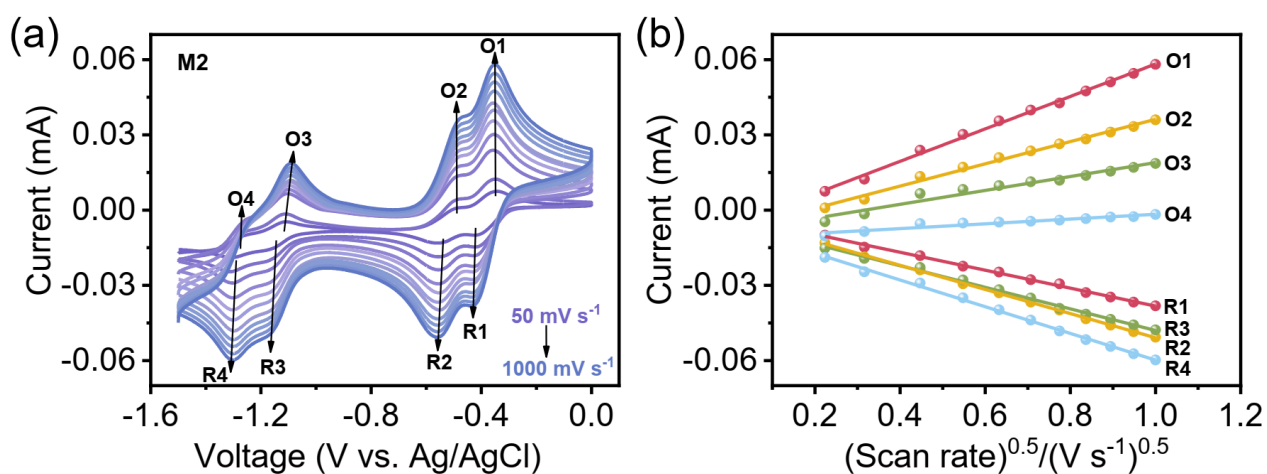 (a)
M2
O1
O2
O3
O4
R1
R2
R3
R4
50 mV s⁻¹
1000 mV s⁻¹
0.06
0.03
0.00
-0.03
-0.06
Current (mA)
-1.6
-1.2
-0.8
-0.4
0.0
Voltage (V vs. Ag/AgCl)
(b)
O1
O2
O3
O4
R1
R3
R2
R4
0.06
0.03
0.00
-0.03
-0.06
Current (mA)
0.2
0.4
0.6
0.8
1.0
1.2
(Scan rate)⁰·⁵/(V s⁻¹)⁰·⁵